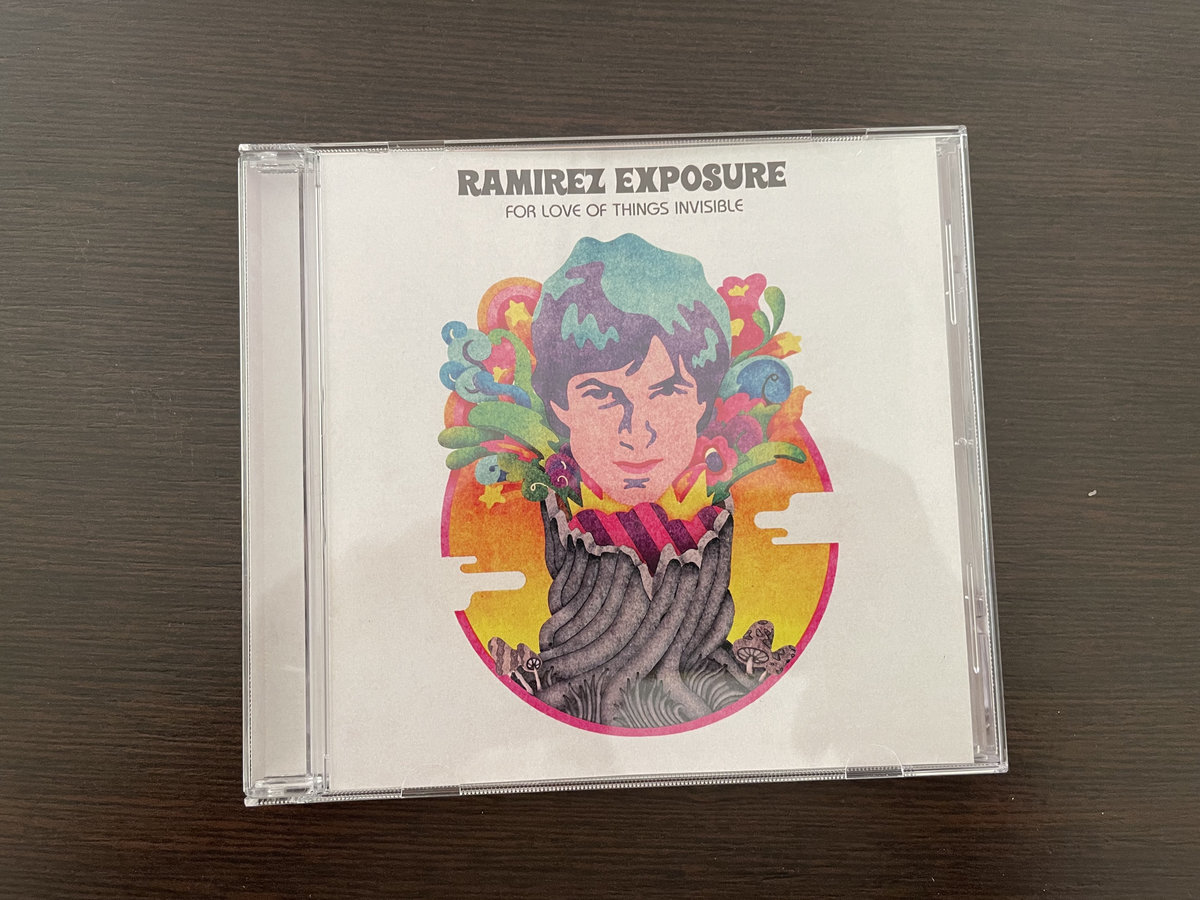 RAMIREZ EXPOSURE
FOR LOVE OF THINGS INVISIBLE